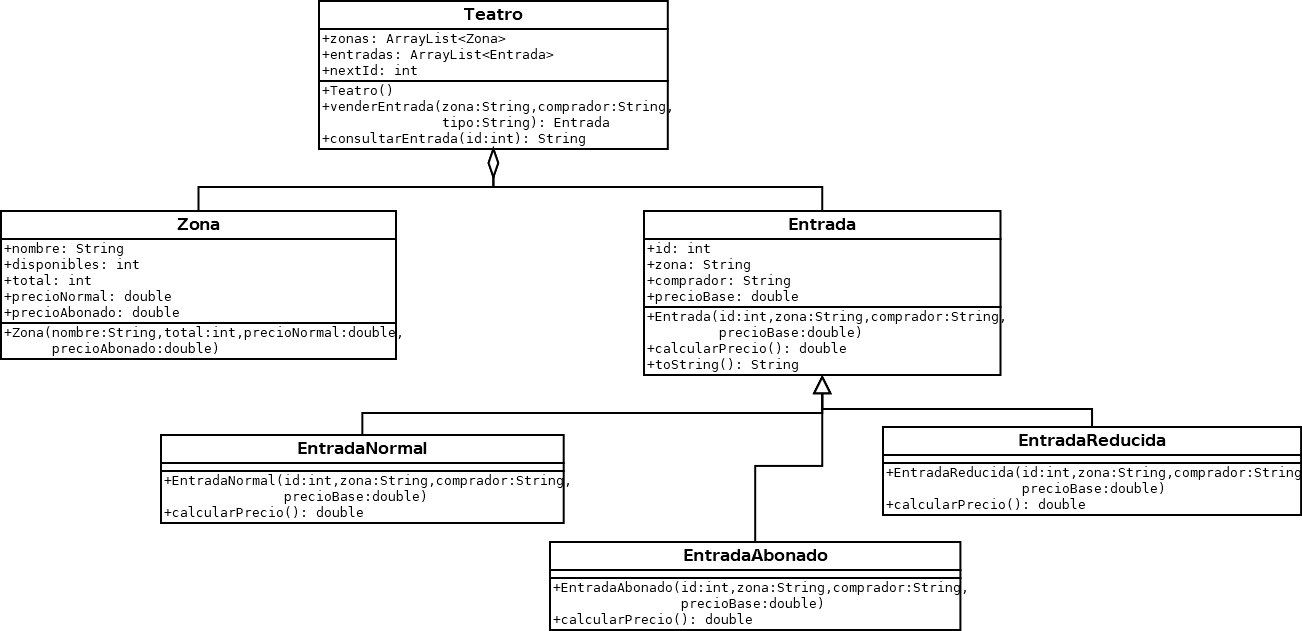 Teatro
+zonas: ArrayList<Zona>
+entradas: ArrayList<Entrada>
+nextId: int
+Teatro()
+venderEntrada(zona:String,comprador:String,
tipo:String): Entrada
+consultarEntrada(id:int): String
Zona
+nombre: String
+disponibles: int
+total: int
+precioNormal: double
+precioAbonado: double
+Zona(nombre:String,total:int,precioNormal:double,
precioAbonado:double)
Entrada
+id: int
+zona: String
+comprador: String
+precioBase: double
+Entrada(id:int,zona:String,comprador:String,
precioBase:double)
+calcularPrecio(): double
+toString(): String
EntradaNormal
+EntradaNormal(id:int,zona:String,comprador:String,
precioBase:double)
+calcularPrecio(): double
EntradaReducida
+EntradaReducida(id:int,zona:String,comprador:String
precioBase:double)
+calcularPrecio(): double
EntradaAbonado
+EntradaAbonado(id:int,zona:String,comprador:String,
precioBase:double)
+calcularPrecio(): double